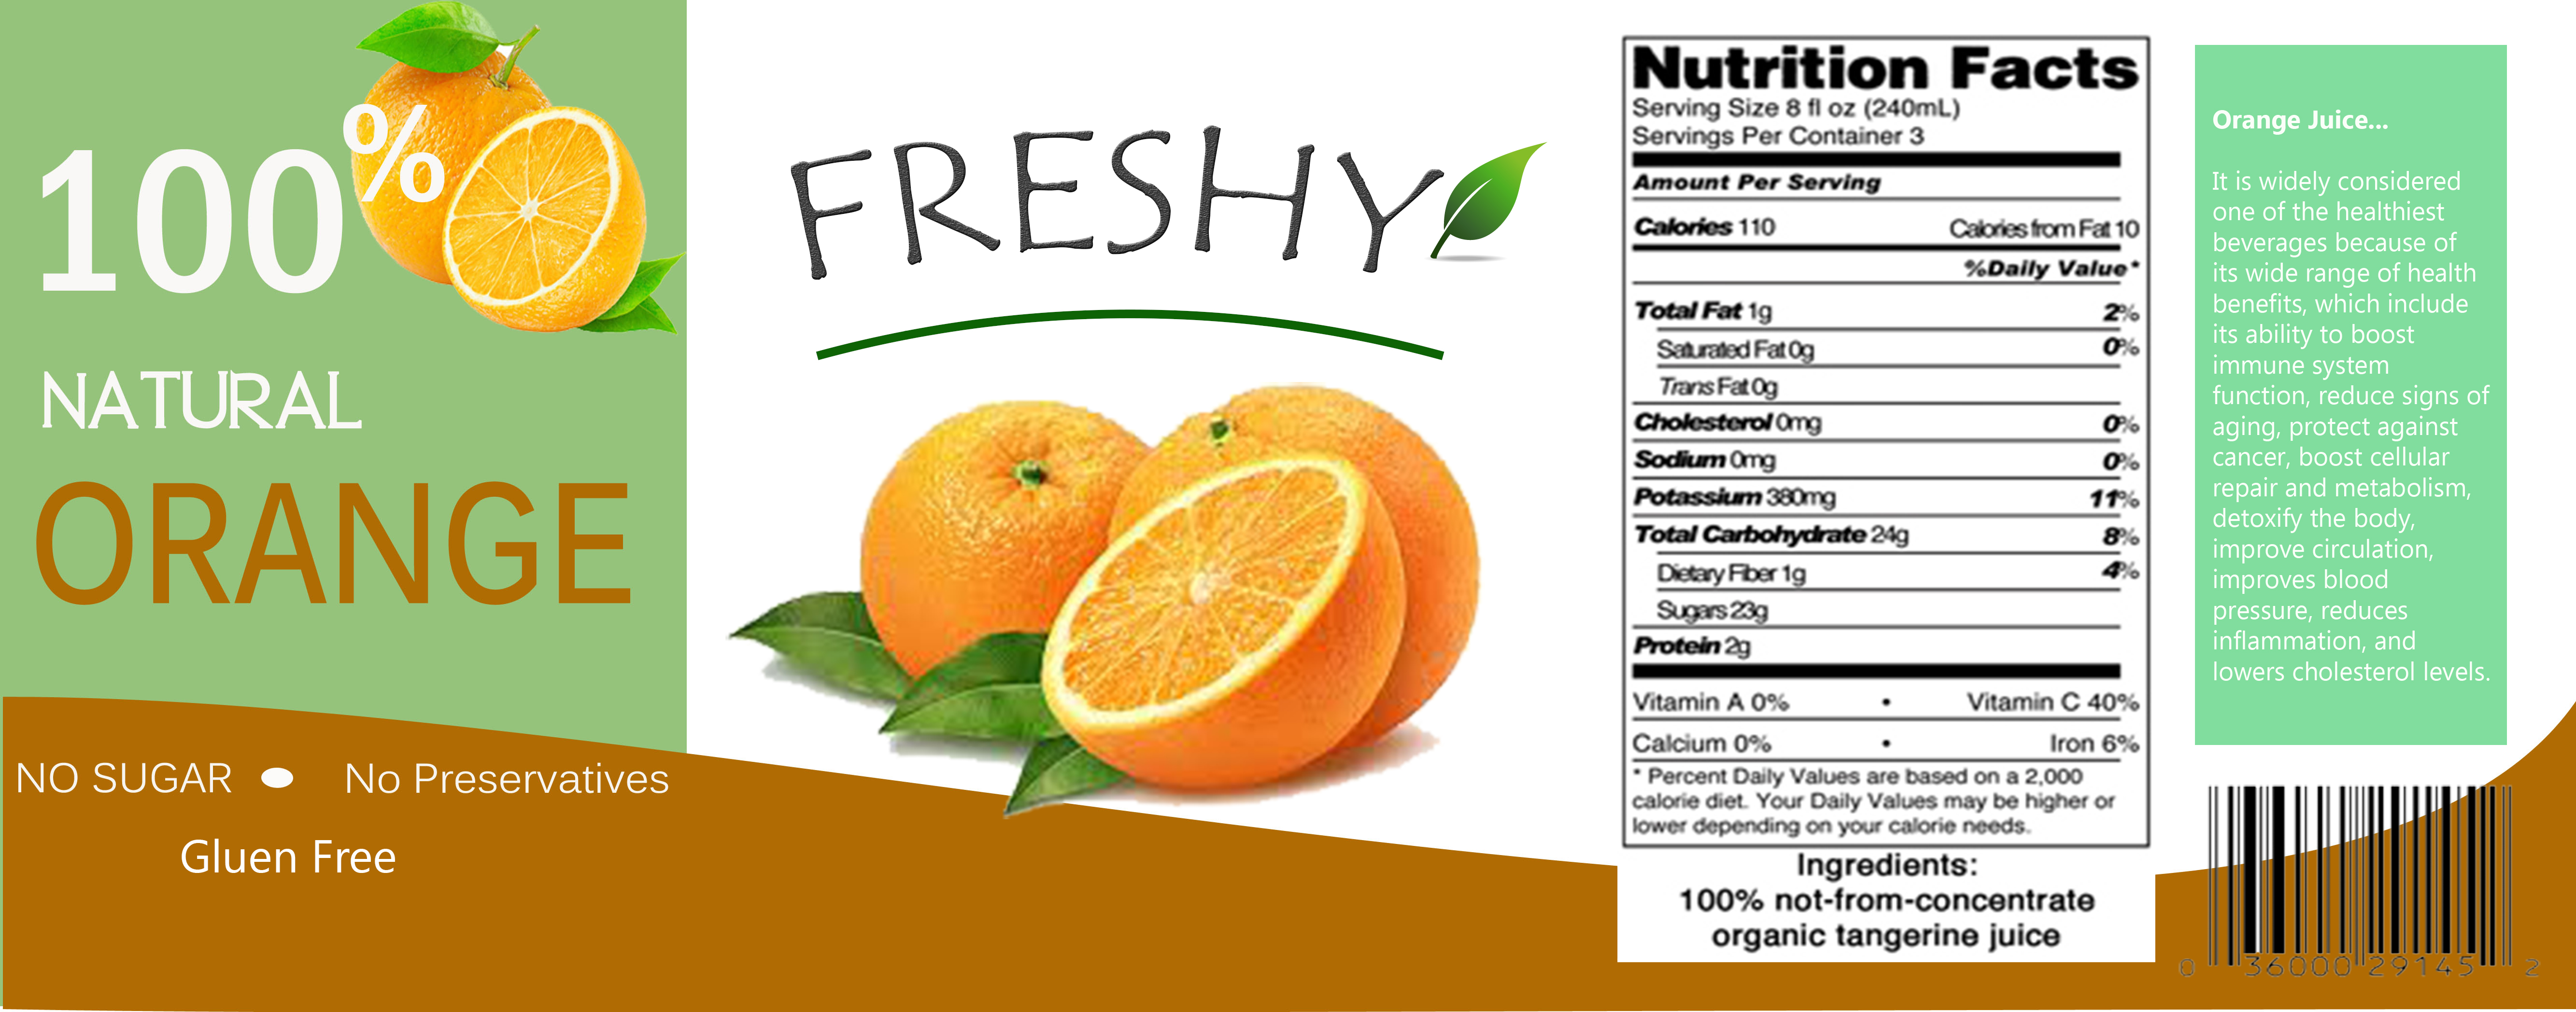 100%
NATURAL
ORANGE
NO SUGAR
No Preservatives
Gluen Free
FRESHY
Nutrition Facts
Serving Size 8 fl oz (240mL)
Servings Per Container 3
Amount Per Serving
Calories 110 Calories from Fat 10
%Daily Value*
Total Fat 1g 2%
Saturated Fat 0g 0%
Trans Fat 0g
Cholesterol 0mg 0%
Sodium 0mg 0%
Potassium 380mg 11%
Total Carbohydrate 24g 8%
Dietary Fiber 1g 4%
Sugars 23g
Protein 2g
Vitamin A 0% • Vitamin C 40%
Calcium 0% • Iron 6%
* Percent Daily Values are based on a 2,000
calorie diet. Your Daily Values may be higher or
lower depending on your calorie needs.
Ingredients:
100% not-from-concentrate
organic tangerine juice
Orange Juice...
It is widely considered
one of the healthiest
beverages because of
its wide range of health
benefits, which include
its ability to boost
immune system
function, reduce signs of
aging, protect against
cancer, boost cellular
repair and metabolism,
detoxify the body,
improve circulation,
improves blood
pressure, reduces
inflammation, and
lowers cholesterol levels.
0 36000 29145 2